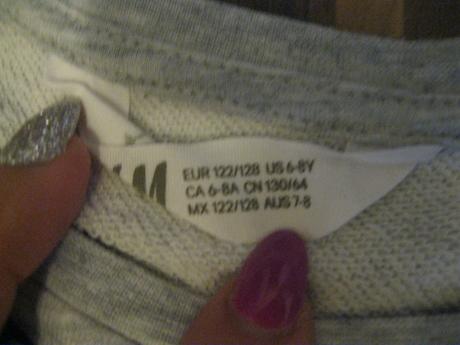 EUR 122/128 US 6-8Y
CA 6-8A CN 130/64
MX 122/128 AUS 7-8